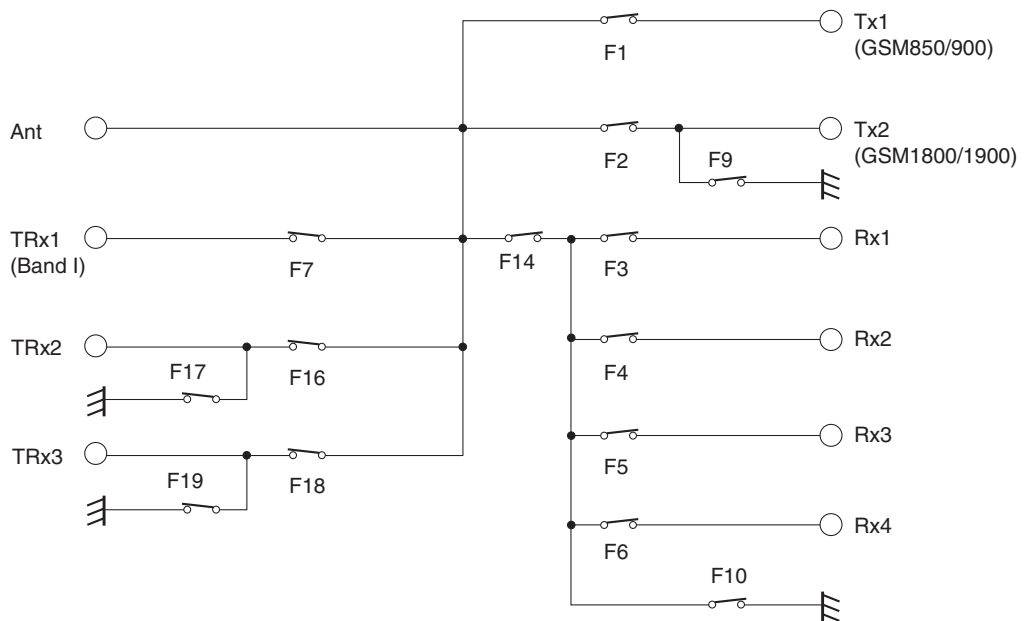 Tx1
(GSM850/900)
F1
Ant
Tx2
(GSM1800/1900)
F2
F9
TRx1
(Band I)
F7
F14
F3
Rx1
TRx2
F17
F16
F4
Rx2
TRx3
F19
F18
F5
Rx3
F6
Rx4
F10